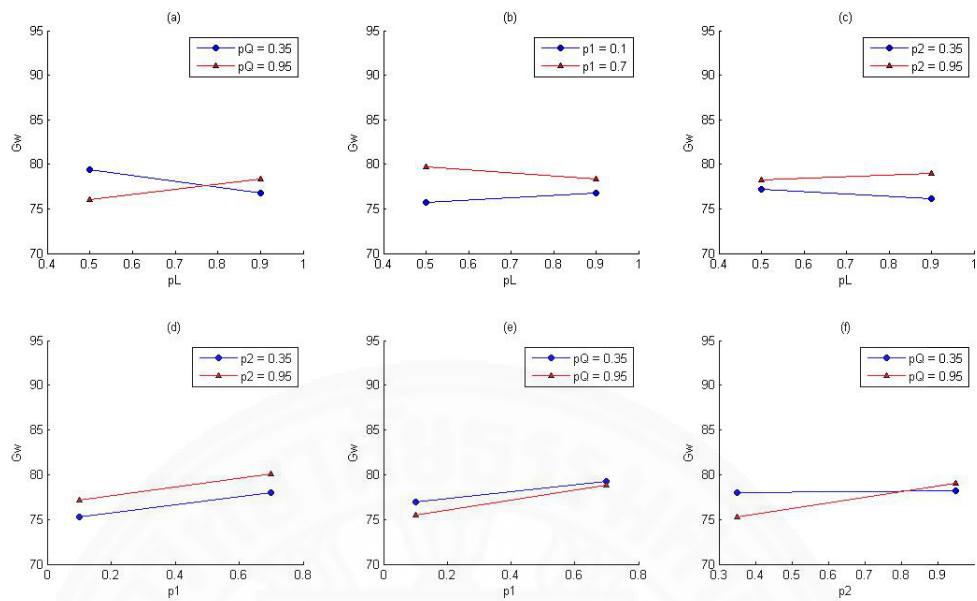 (a)
95
90
85
80
75
70
Gw
0.4 0.5 0.6 0.7 0.8 0.9 1
pL
pQ = 0.35
pQ = 0.95
(b)
95
90
85
80
75
70
Gw
0.4 0.5 0.6 0.7 0.8 0.9 1
pL
p1 = 0.1
p1 = 0.7
(c)
95
90
85
80
75
70
Gw
0.4 0.5 0.6 0.7 0.8 0.9 1
pL
p2 = 0.35
p2 = 0.95
(d)
95
90
85
80
75
70
Gw
0 0.2 0.4 0.6 0.8
p1
p2 = 0.35
p2 = 0.95
(e)
95
90
85
80
75
70
Gw
0 0.2 0.4 0.6 0.8
p1
pQ = 0.35
pQ = 0.95
(f)
95
90
85
80
75
70
Gw
0.3 0.4 0.5 0.6 0.7 0.8 0.9
p2
pQ = 0.35
pQ = 0.95